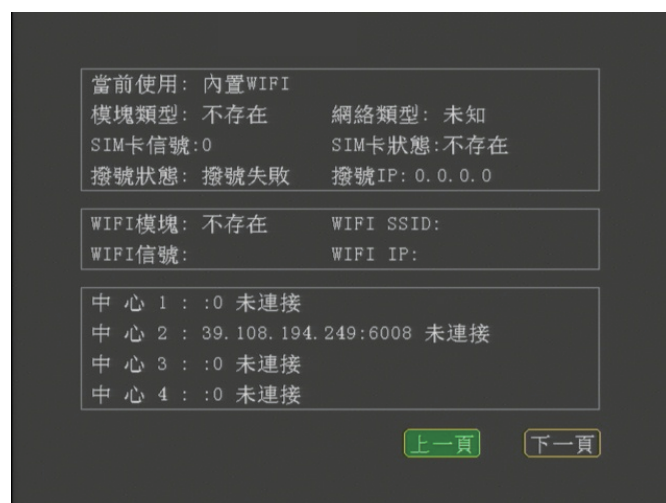 當前使用: 內置WIFI
模塊類型: 不存在 網絡類型: 未知
SIM卡信號:0 SIM卡狀態:不存在
撥號狀態: 撥號失敗 撥號IP: 0.0.0.0
WIFI模塊: 不存在 WIFI SSID:
WIFI信號: WIFI IP:
中 心 1 : :0 未連接
中 心 2 : 39.108.194.249:6008 未連接
中 心 3 : :0 未連接
中 心 4 : :0 未連接
上一頁 下一頁